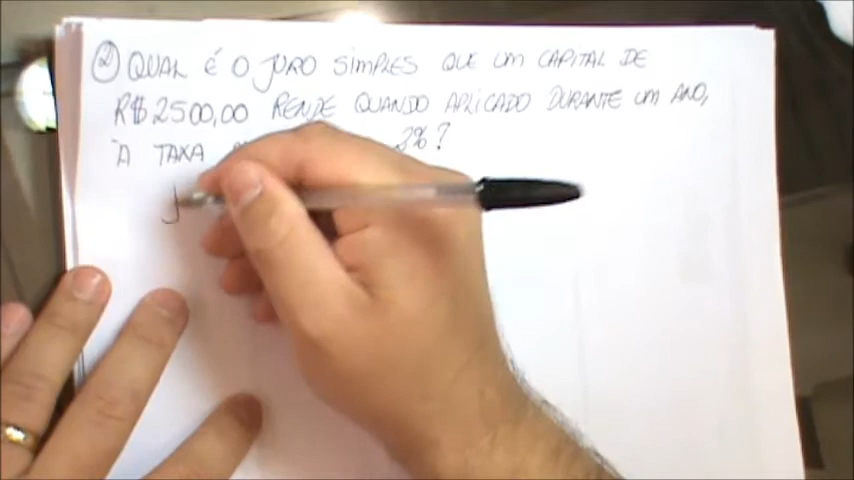 ② QUAL É O JURO SIMPLES QUE UM CAPITAL DE
R$2500,00 RENDE QUANDO APLICADO DURANTE UM ANO,
À TAXA 2%?
J